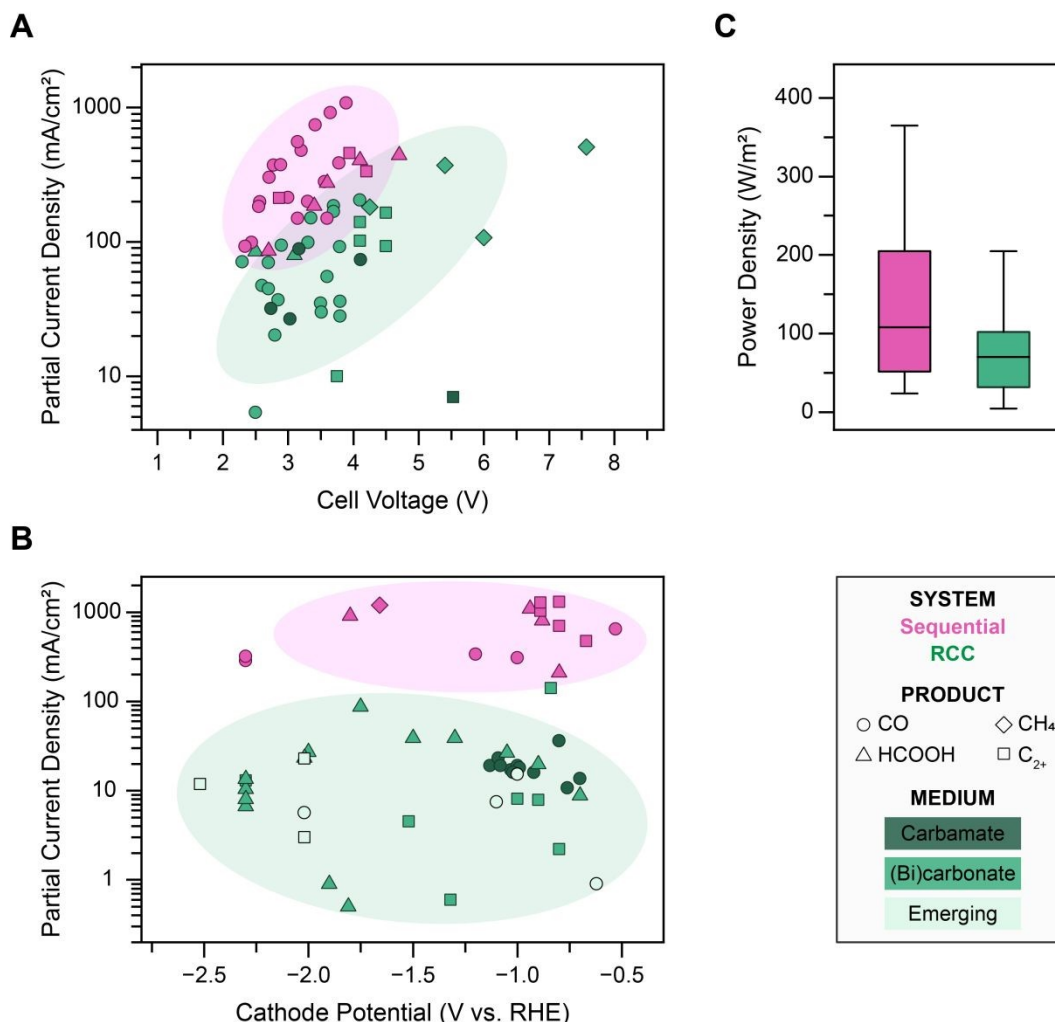 A
Partial Current Density (mA/cm²)
1000
100
10
1 2 3 4 5 6 7 8
Cell Voltage (V)
C
Power Density (W/m²)
400
300
200
100
0
B
Partial Current Density (mA/cm²)
1000
100
10
1
−2.5 −2.0 −1.5 −1.0 −0.5
Cathode Potential (V vs. RHE)
SYSTEM
Sequential
RCC
PRODUCT
CO CH₄
HCOOH C₂₊
MEDIUM
Carbamate
(Bi)carbonate
Emerging